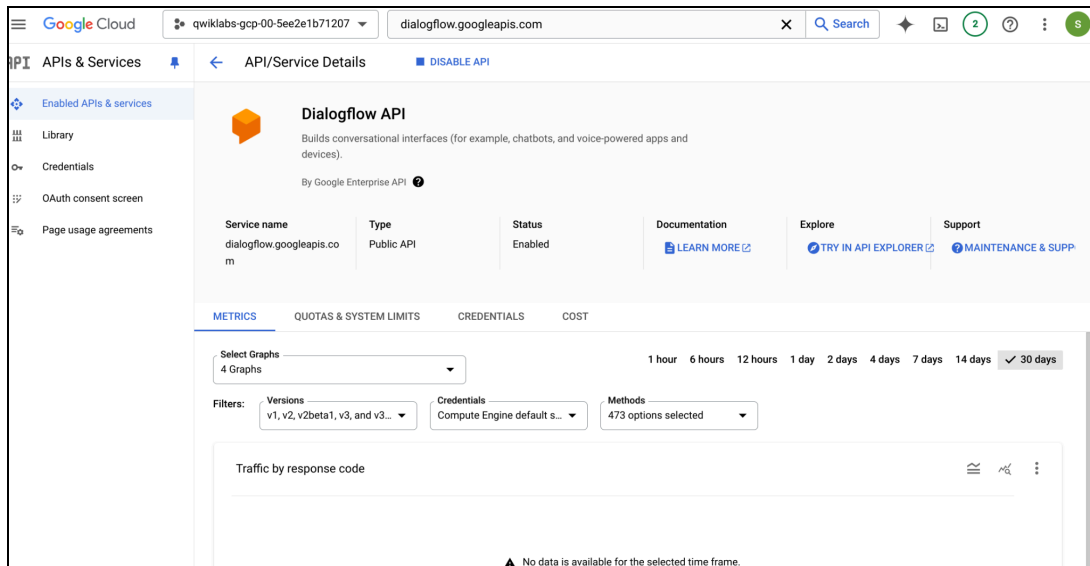 Google Cloud
qwiklabs-gcp-00-5ee2e1b71207
dialogflow.googleapis.com
Search
2
S
API APIs & Services
API/Service Details
DISABLE API
Enabled APIs & services
Library
Credentials
OAuth consent screen
Page usage agreements
Dialogflow API
Builds conversational interfaces (for example, chatbots, and voice-powered apps and
devices).
By Google Enterprise API
Service name
dialogflow.googleapis.co
m
Type
Public API
Status
Enabled
Documentation
LEARN MORE
Explore
TRY IN API EXPLORER
Support
MAINTENANCE & SUPP
METRICS QUOTAS & SYSTEM LIMITS CREDENTIALS COST
Select Graphs
4 Graphs
1 hour 6 hours 12 hours 1 day 2 days 4 days 7 days 14 days 30 days
Filters:
Versions
v1, v2, v2beta1, v3, and v3...
Credentials
Compute Engine default s...
Methods
473 options selected
Traffic by response code
No data is available for the selected time frame.